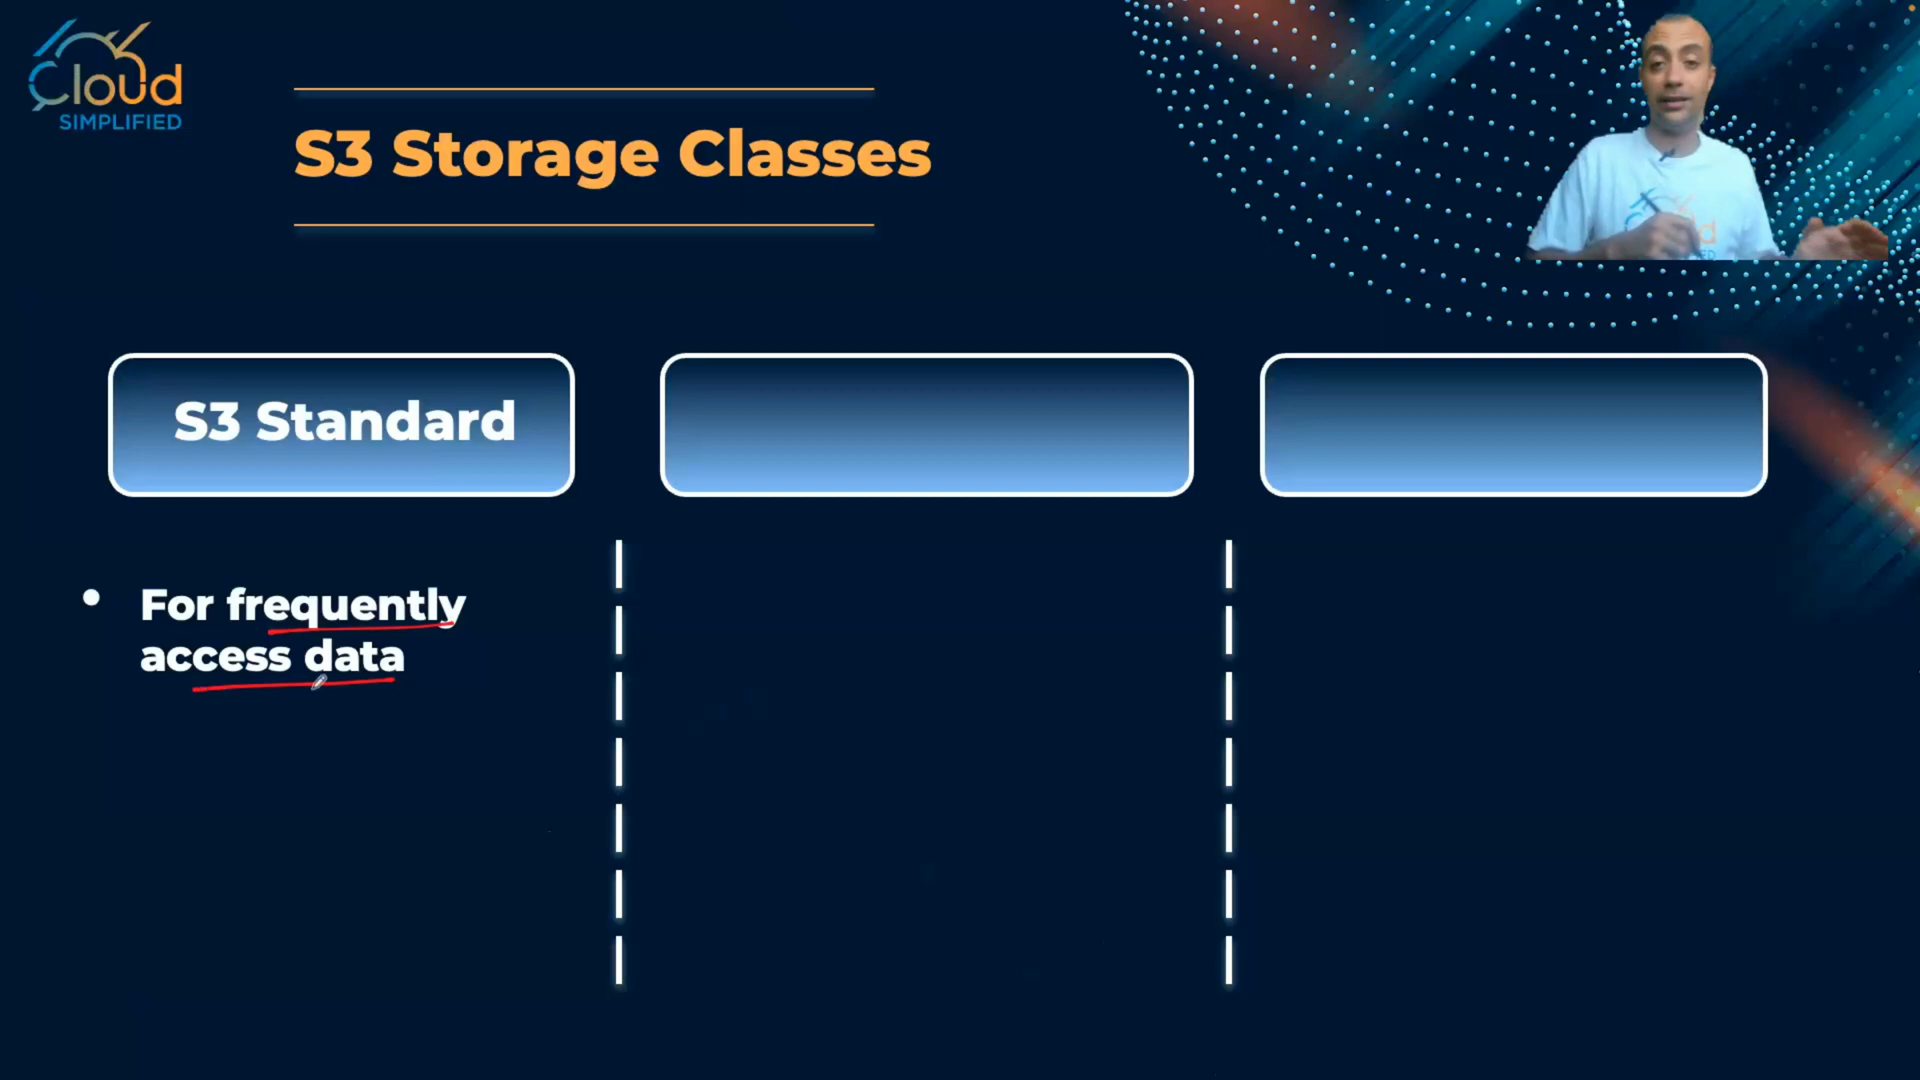 Cloud
SIMPLIFIED
S3 Storage Classes
S3 Standard
• For frequently
access data